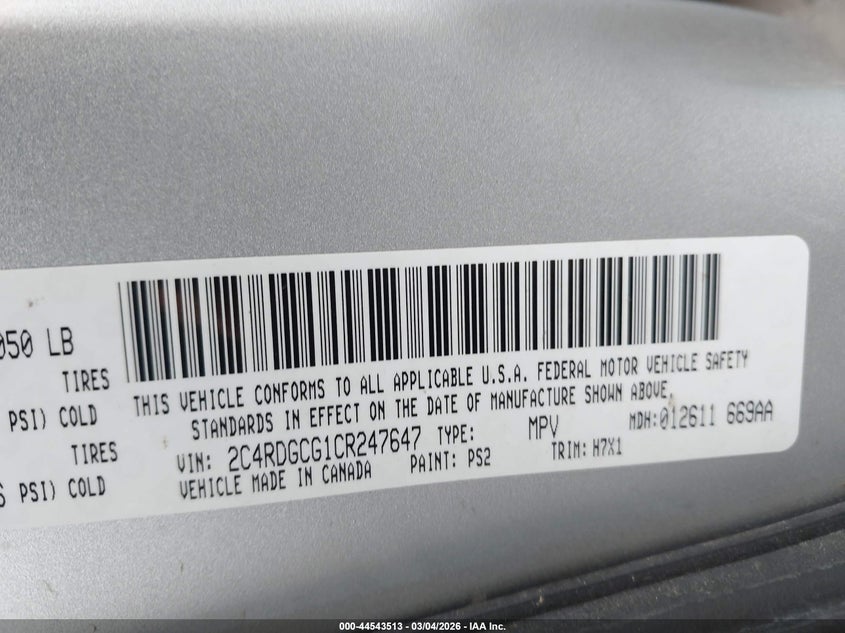 050 LB
TIRES
PSI) COLD
TIRES
PSI) COLD
THIS VEHICLE CONFORMS TO ALL APPLICABLE U.S.A. FEDERAL MOTOR VEHICLE SAFETY
STANDARDS IN EFFECT ON THE DATE OF MANUFACTURE SHOWN ABOVE.
VIN: 2C4RDGCG1CR247647 TYPE: MPV MDH:012611 669AA
VEHICLE MADE IN CANADA PAINT: PS2 TRIM: H7X1
000-44543513 - 03/04/2026 - IAA Inc.